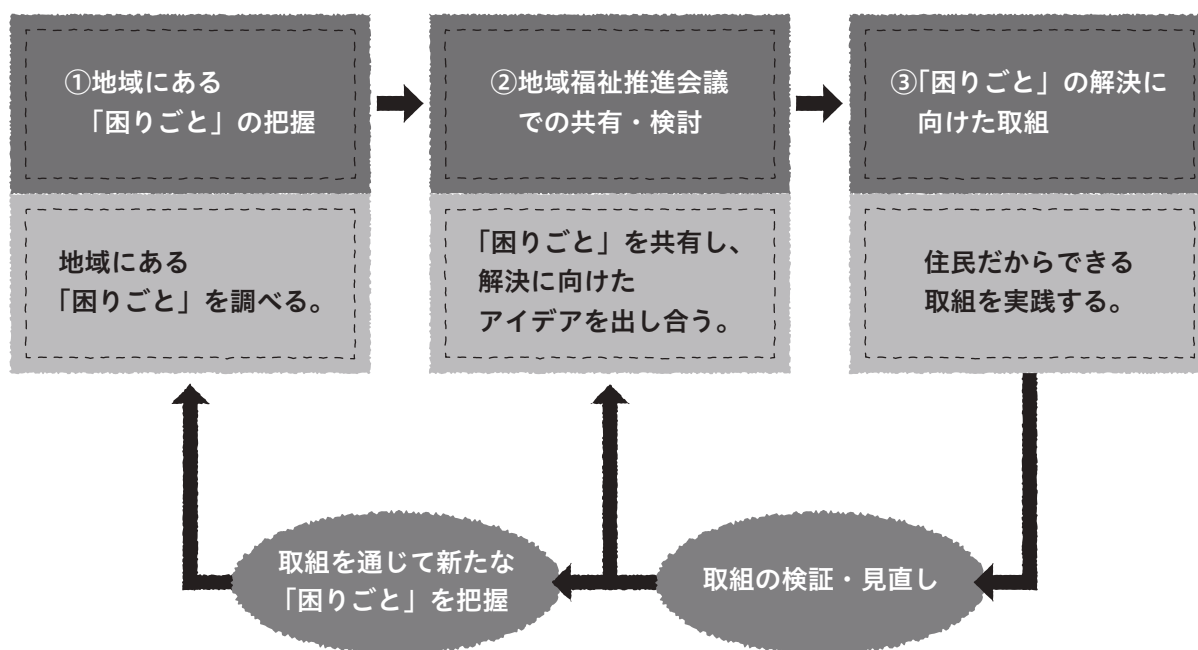 ①地域にある
「困りごと」の把握
②地域福祉推進会議
での共有・検討
③「困りごと」の解決に
向けた取組
地域にある
「困りごと」を調べる。
「困りごと」を共有し、
解決に向けた
アイデアを出し合う。
住民だからできる
取組を実践する。
取組を通じて新たな
「困りごと」を把握
取組の検証・見直し